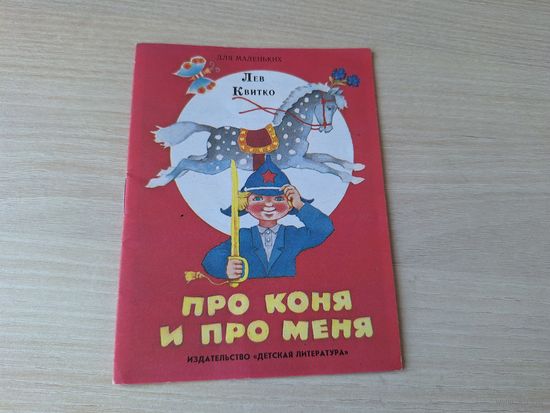 ДЛЯ МАЛЕНЬКИХ
ЛЕВ
КВИТКО
ПРО КОНЯ
И ПРО МЕНЯ
ИЗДАТЕЛЬСТВО «ДЕТСКАЯ ЛИТЕРАТУРА»